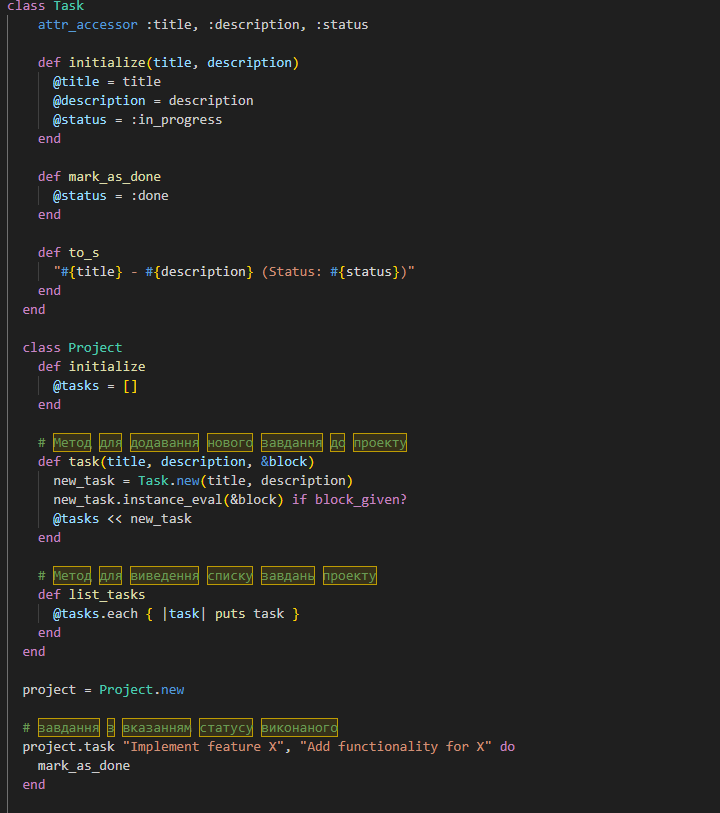 class Task
    attr_accessor :title, :description, :status

    def initialize(title, description)
      @title = title
      @description = description
      @status = :in_progress
    end

    def mark_as_done
      @status = :done
    end

    def to_s
      "#{title} - #{description} (Status: #{status})"
    end
  end

  class Project
    def initialize
      @tasks = []
    end

    # Метод для додавання нового завдання до проекту
    def task(title, description, &block)
      new_task = Task.new(title, description)
      new_task.instance_eval(&block) if block_given?
      @tasks << new_task
    end

    # Метод для виведення списку завдань проекту
    def list_tasks
      @tasks.each { |task| puts task }
    end
  end

  project = Project.new

  # завдання з вказанням статусу виконаного
  project.task "Implement feature X", "Add functionality for X" do
    mark_as_done
  end